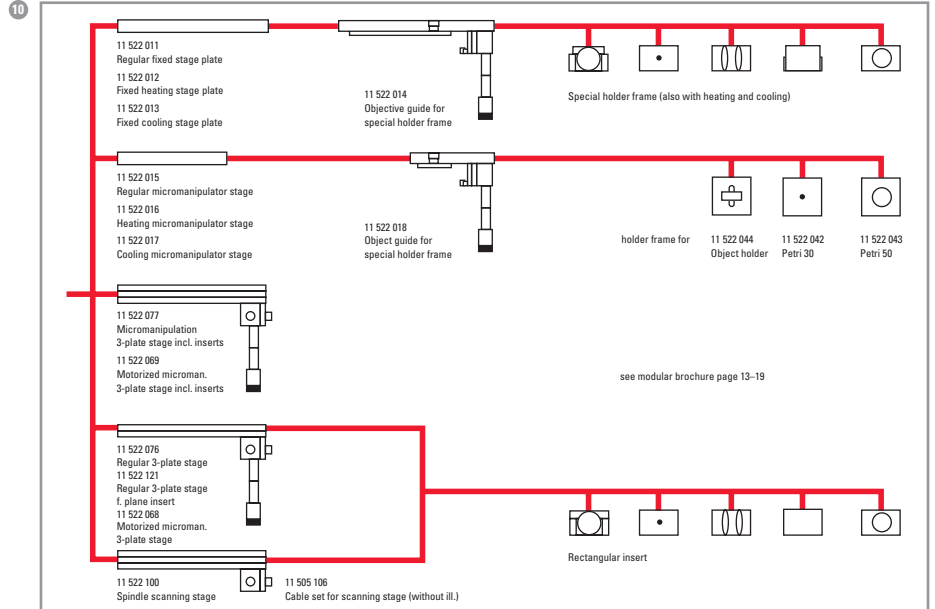 10
11 522 011
Regular fixed stage plate
11 522 012
Fixed heating stage plate
11 522 013
Fixed cooling stage plate
11 522 014
Objective guide for
special holder frame
Special holder frame (also with heating and cooling)
11 522 015
Regular micromanipulator stage
11 522 016
Heating micromanipulator stage
11 522 017
Cooling micromanipulator stage
11 522 018
Object guide for
special holder frame
holder frame for
11 522 044
Object holder
11 522 042
Petri 30
11 522 043
Petri 50
11 522 077
Micromanipulation
3-plate stage incl. inserts
11 522 069
Motorized microman.
3-plate stage incl. inserts
see modular brochure page 13–19
11 522 076
Regular 3-plate stage
11 522 121
Regular 3-plate stage
f. plane insert
11 522 068
Motorized microman.
3-plate stage
Rectangular insert
11 522 100
Spindle scanning stage
11 505 106
Cable set for scanning stage (without ill.)